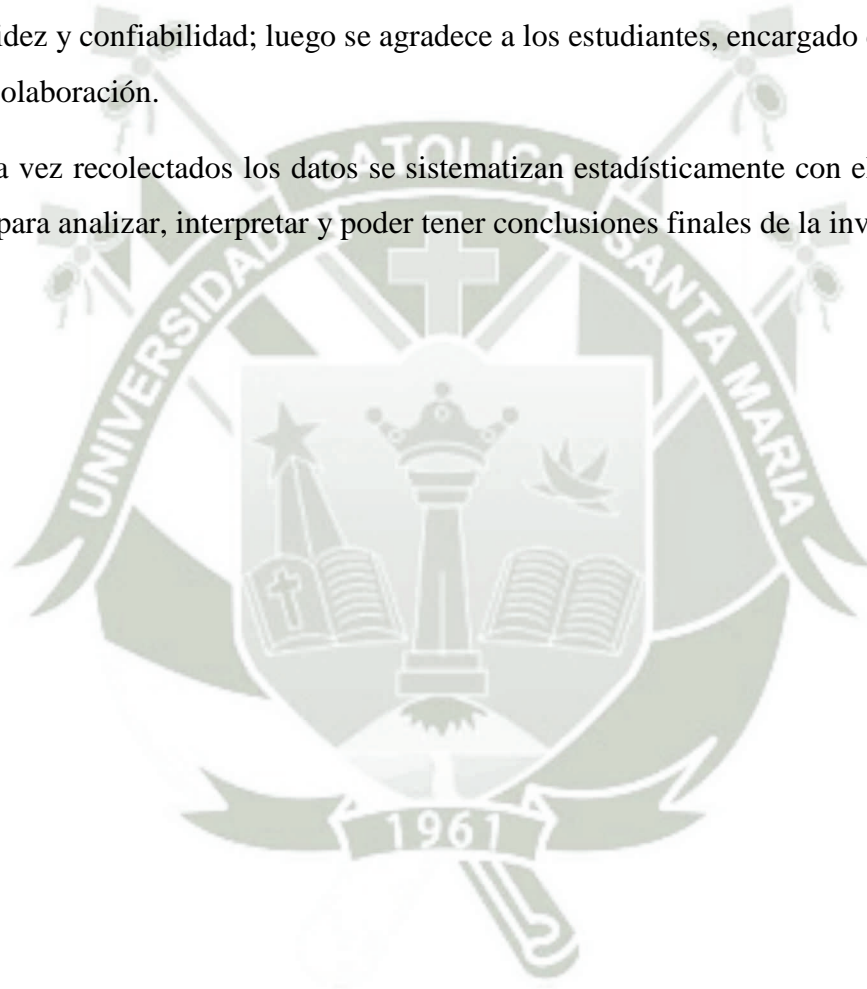 idez y confiabilidad; luego se agradece a los estudiantes, encargado
olaboración.
a vez recolectados los datos se sistematizan estadísticamente con el
para analizar, interpretar y poder tener conclusiones finales de la inv
UNIVERSIDAD CATOLICA SANTA MARIA
1961